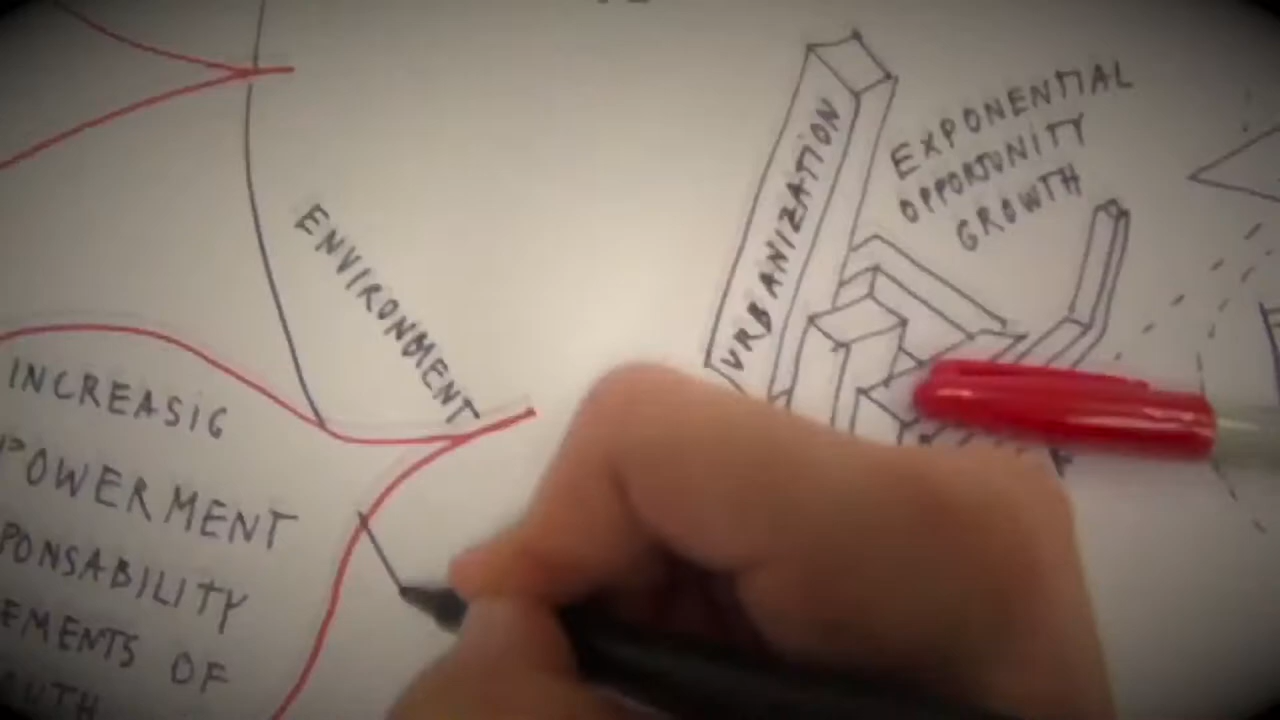 ENVIRONMENT
URBANIZATION
EXPONENTIAL
OPPORTUNITY
GROWTH
INCREASIG
POWERMENT
PONSABILITY
EMENTS OF